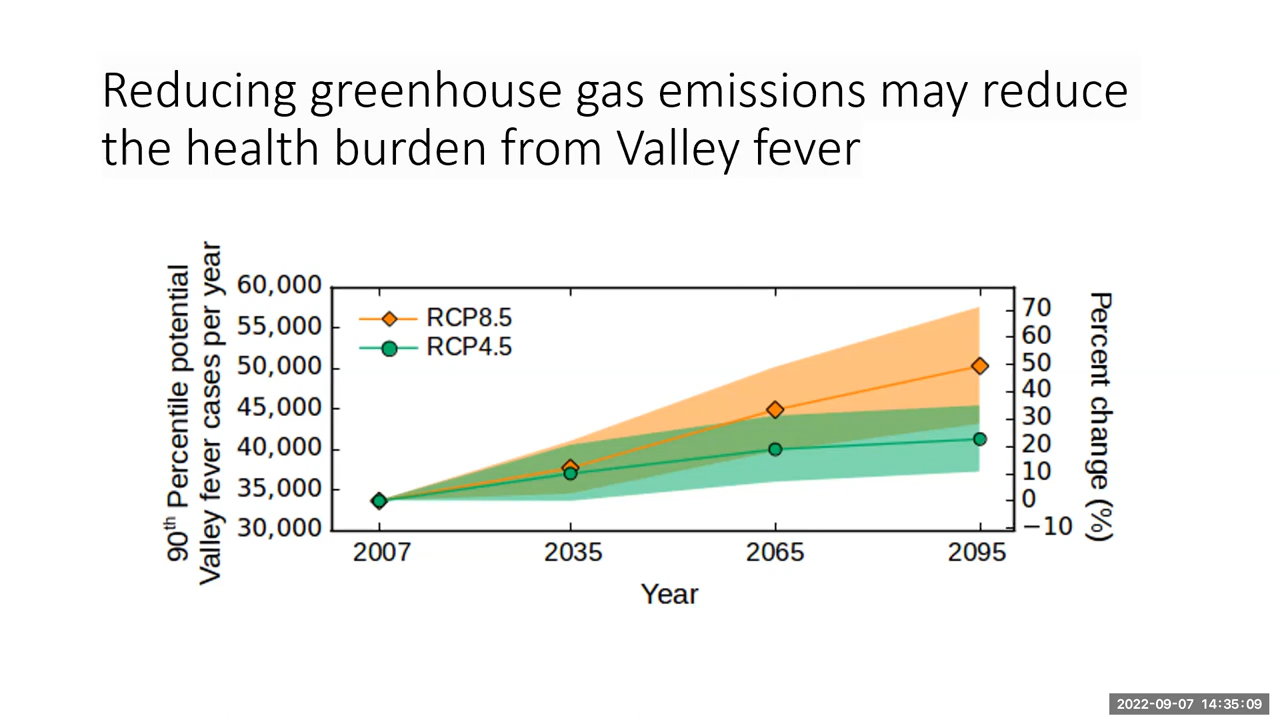 Reducing greenhouse gas emissions may reduce
the health burden from Valley fever
90th Percentile potential
Valley fever cases per year
60,000
55,000
50,000
45,000
40,000
35,000
30,000
RCP8.5
RCP4.5
70
60
50
40
30
20
10
0
−10
Percent change (%)
2007 2035 2065 2095
Year
2022-09-07 14:35:09